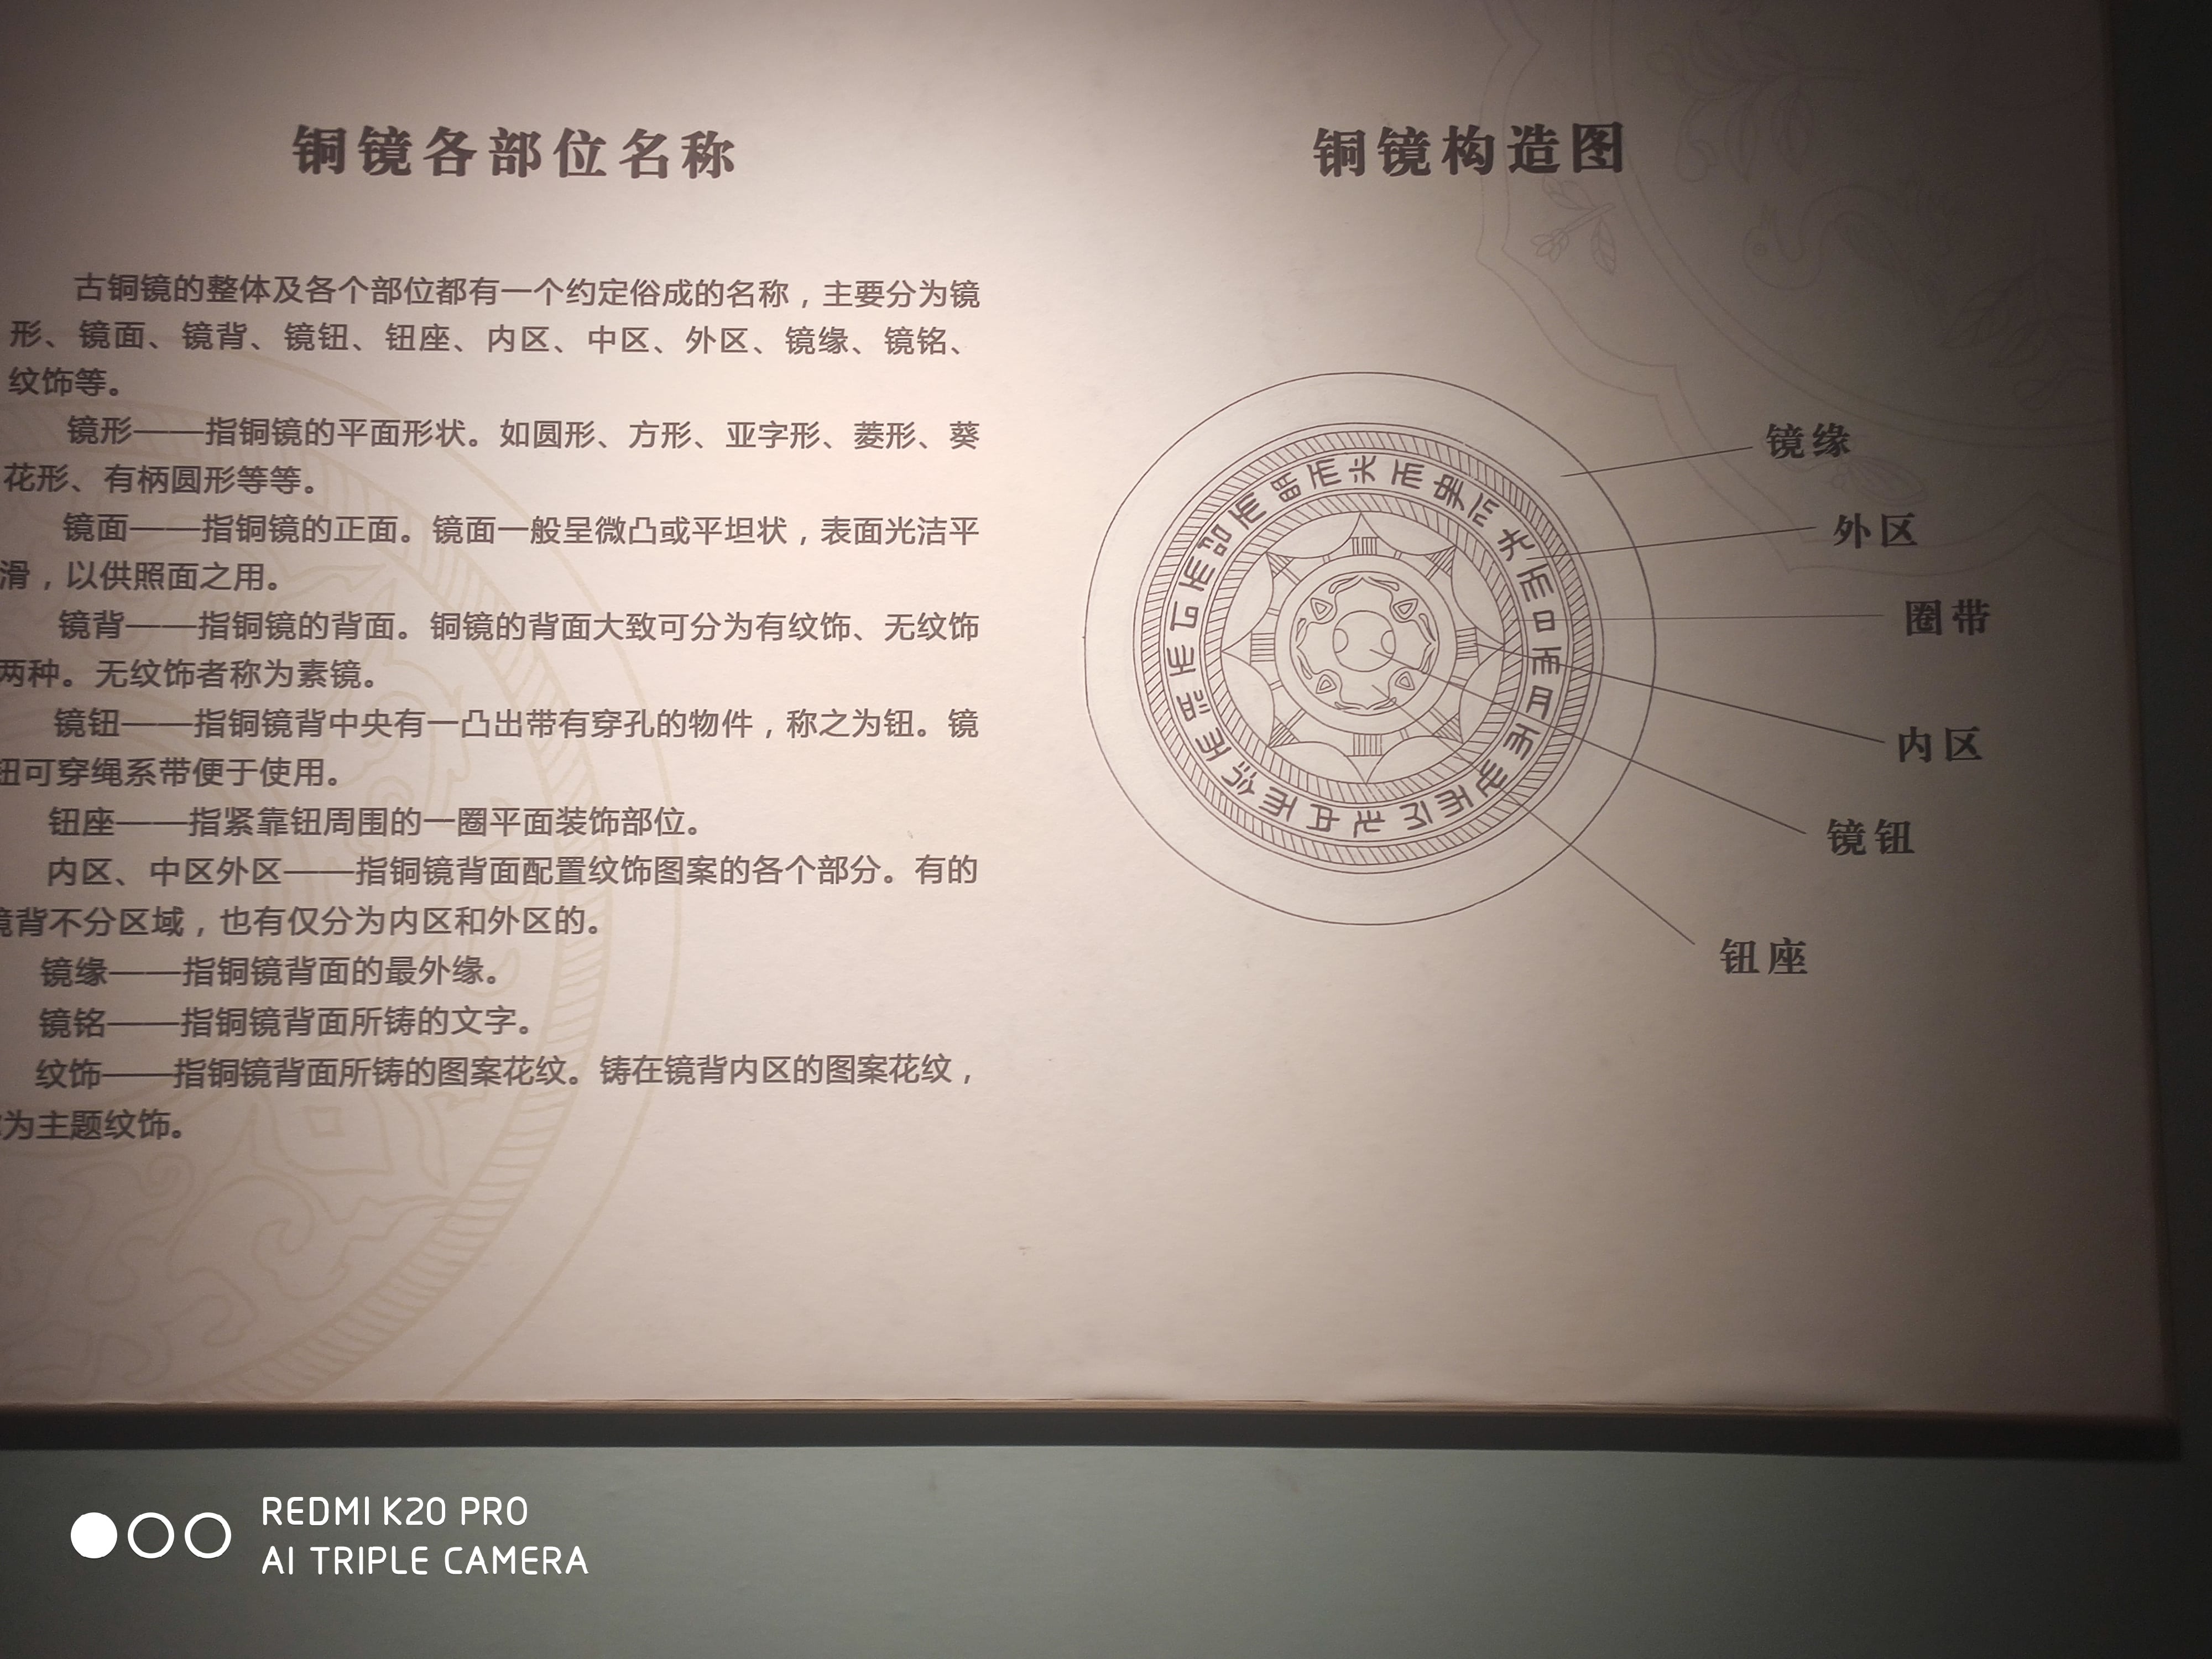 铜镜各部位名称
古铜镜的整体及各个部位都有一个约定俗成的名称，主要分为镜
形、镜面、镜背、镜钮、钮座、内区、中区、外区、镜缘、镜铭、
纹饰等。
镜形——指铜镜的平面形状。如圆形、方形、亚字形、菱形、葵
花形、有柄圆形等等。
镜面——指铜镜的正面。镜面一般呈微凸或平坦状，表面光洁平
滑，以供照面之用。
镜背——指铜镜的背面。铜镜的背面大致可分为有纹饰、无纹饰
两种。无纹饰者称为素镜。
镜钮——指铜镜背中央有一凸出带有穿孔的物件，称之为钮。镜
钮可穿绳系带便于使用。
钮座——指紧靠钮周围的一圈平面装饰部位。
内区、中区外区——指铜镜背面配置纹饰图案的各个部分。有的
镜背不分区域，也有仅分为内区和外区的。
镜缘——指铜镜背面的最外缘。
镜铭——指铜镜背面所铸的文字。
纹饰——指铜镜背面所铸的图案花纹。铸在镜背内区的图案花纹，
为主题纹饰。
铜镜构造图
镜缘
外区
圈带
内区
镜钮
钮座
REDMI K20 PRO
AI TRIPLE CAMERA